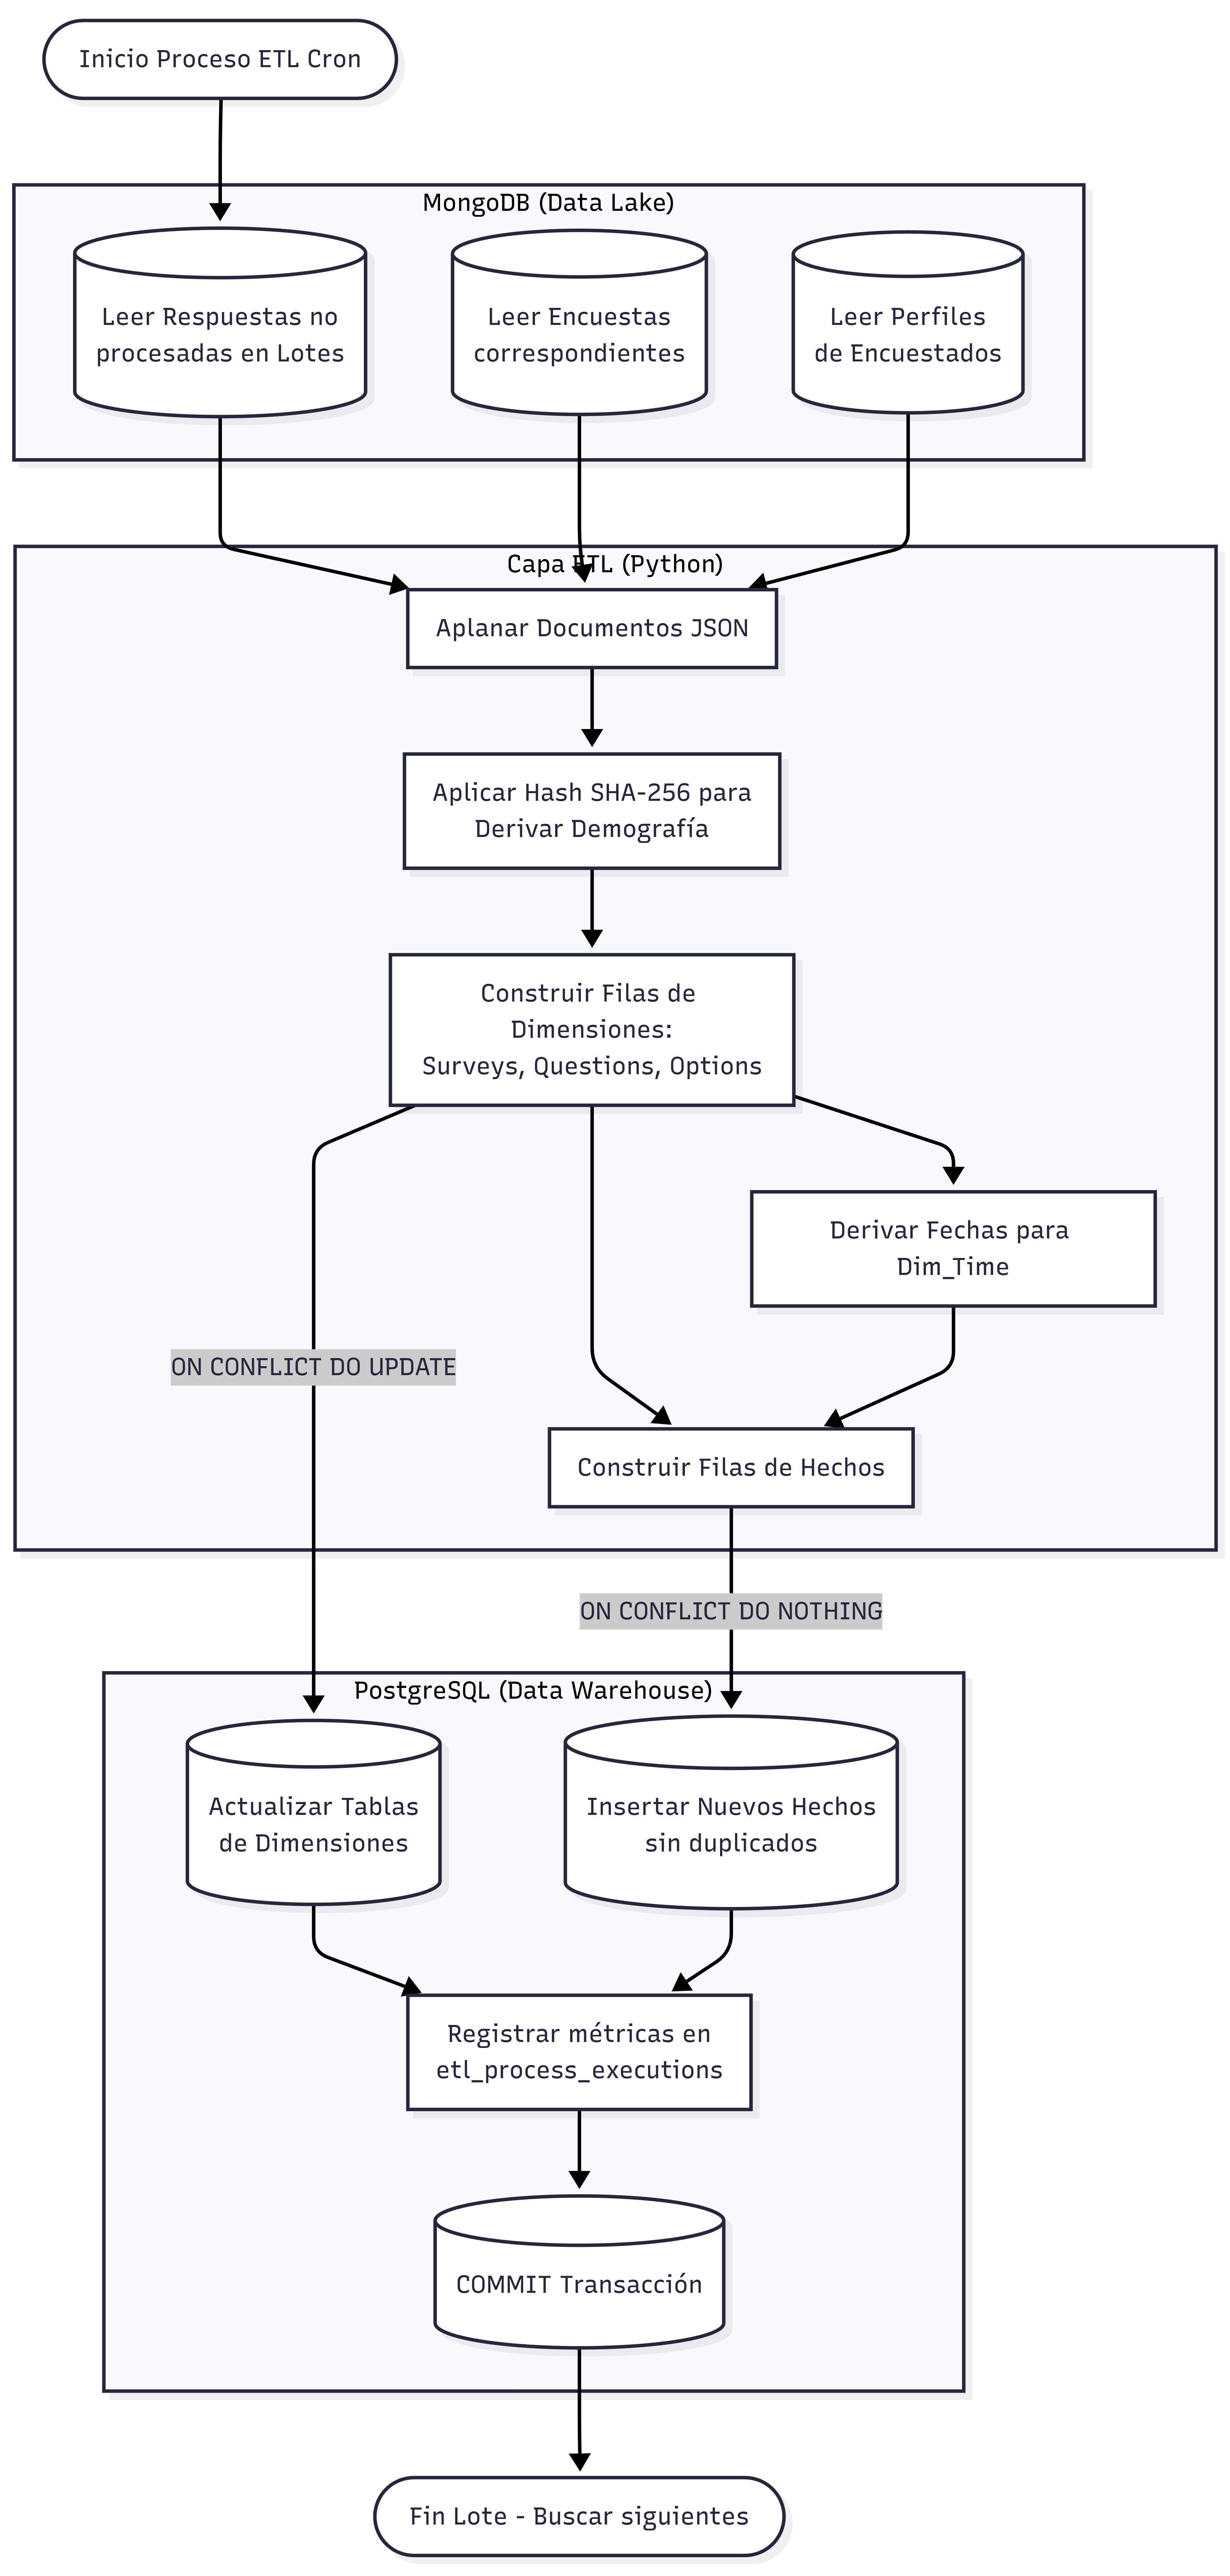 Inicio Proceso ETL Cron
MongoDB (Data Lake)
Leer Respuestas no
procesadas en Lotes
Leer Encuestas
correspondientes
Leer Perfiles
de Encuestados
Capa ETL (Python)
Aplanar Documentos JSON
Aplicar Hash SHA-256 para
Derivar Demografía
Construir Filas de
Dimensiones:
Surveys, Questions, Options
Derivar Fechas para
Dim_Time
ON CONFLICT DO UPDATE
Construir Filas de Hechos
ON CONFLICT DO NOTHING
PostgreSQL (Data Warehouse)
Actualizar Tablas
de Dimensiones
Insertar Nuevos Hechos
sin duplicados
Registrar métricas en
etl_process_executions
COMMIT Transacción
Fin Lote - Buscar siguientes